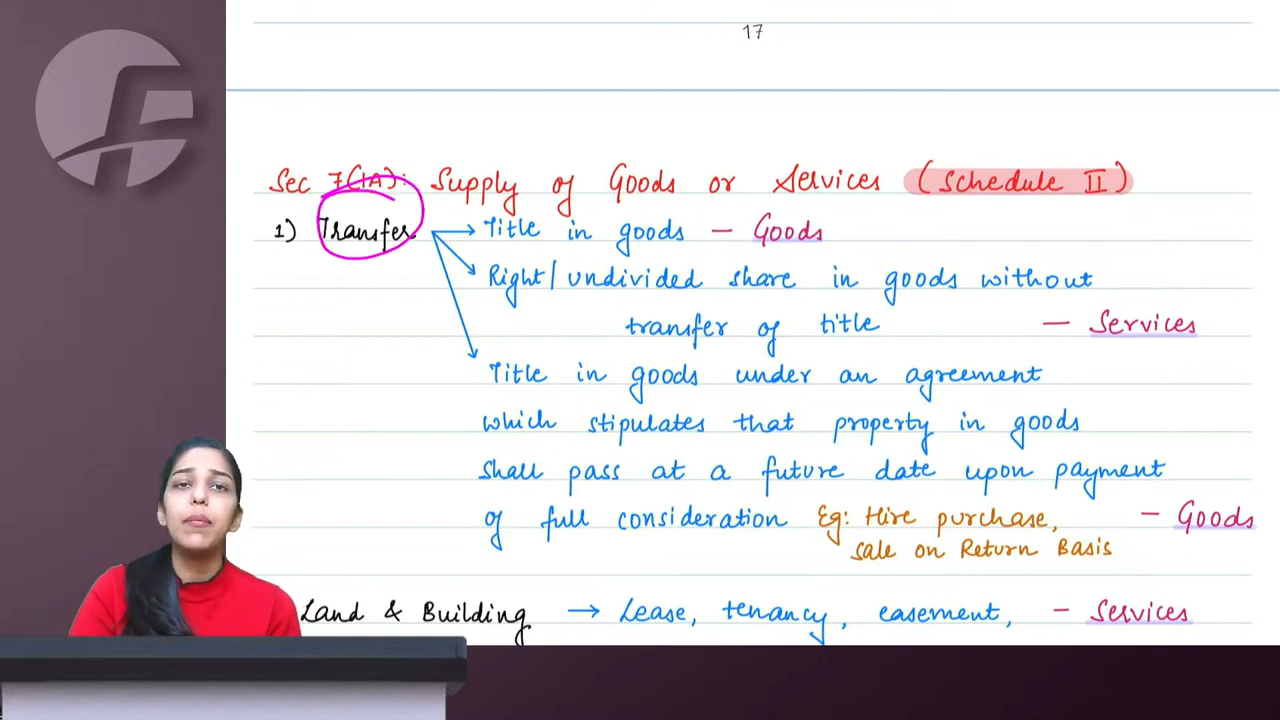 17
Sec 7(1A): Supply of Goods or Services (Schedule II)
1) Transfer → Title in goods - Goods
Right/undivided share in goods without
transfer of title - Services
Title in goods under an agreement
which stipulates that property in goods
shall pass at a future date upon payment
of full consideration Eg: Hire purchase, - Goods
Sale on Return Basis
Land & Building → Lease, tenancy, easement, - Services